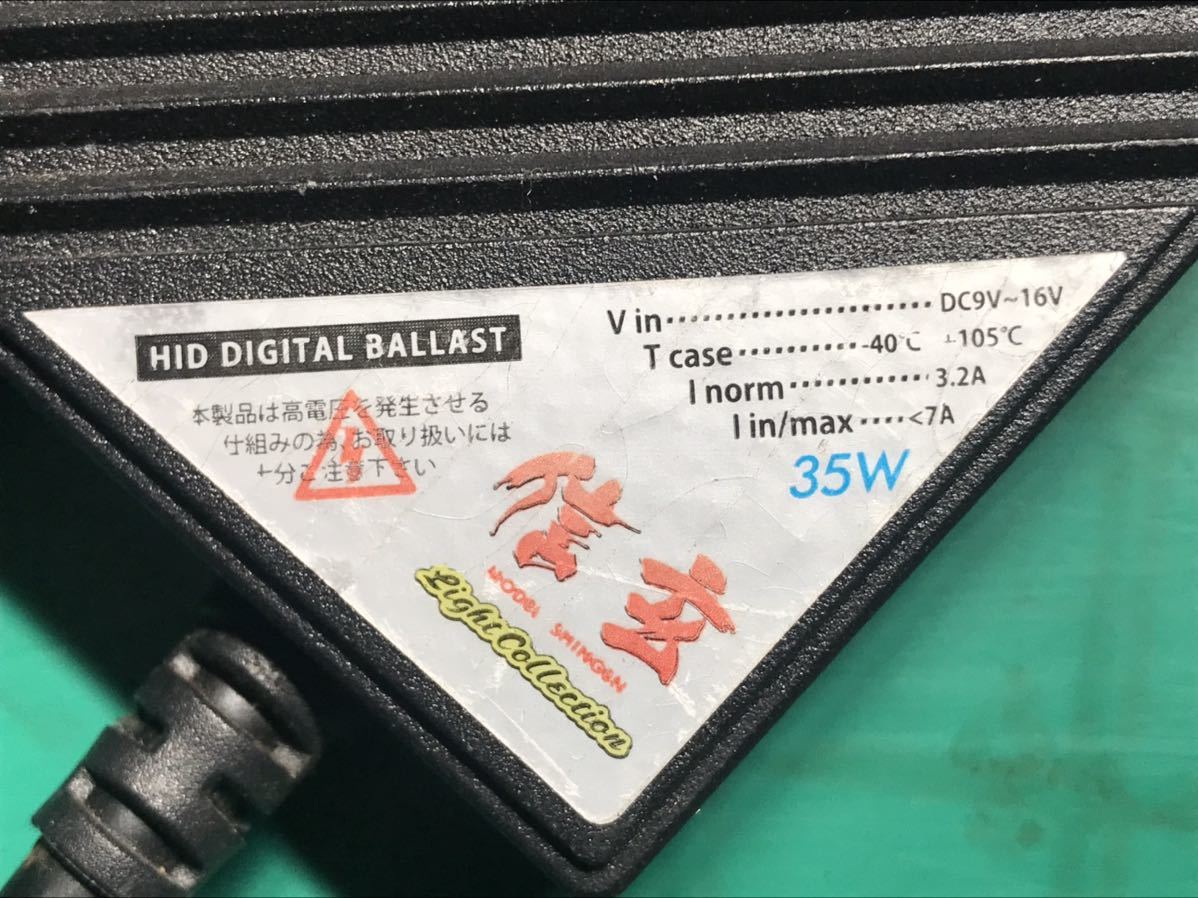 HID DIGITAL BALLAST
本製品は高電圧を発生させる
仕組みの為、お取り扱いには
十分ご注意下さい
V in DC9V~16V
T case -40℃ ±105℃
I norm 3.2A
I in/max <7A
35W
信玄
MODEL SHINGEN
Light Collection